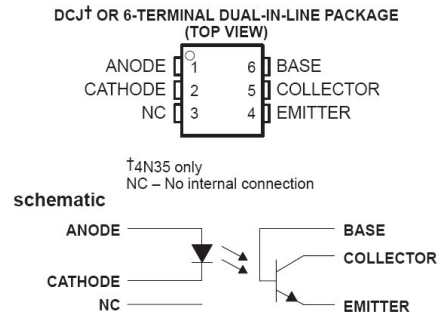 DCJ† OR 6-TERMINAL DUAL-IN-LINE PACKAGE
(TOP VIEW)
ANODE 1 6 BASE
CATHODE 2 5 COLLECTOR
NC 3 4 EMITTER
†4N35 only
NC – No internal connection
schematic
ANODE BASE
COLLECTOR
CATHODE
NC EMITTER